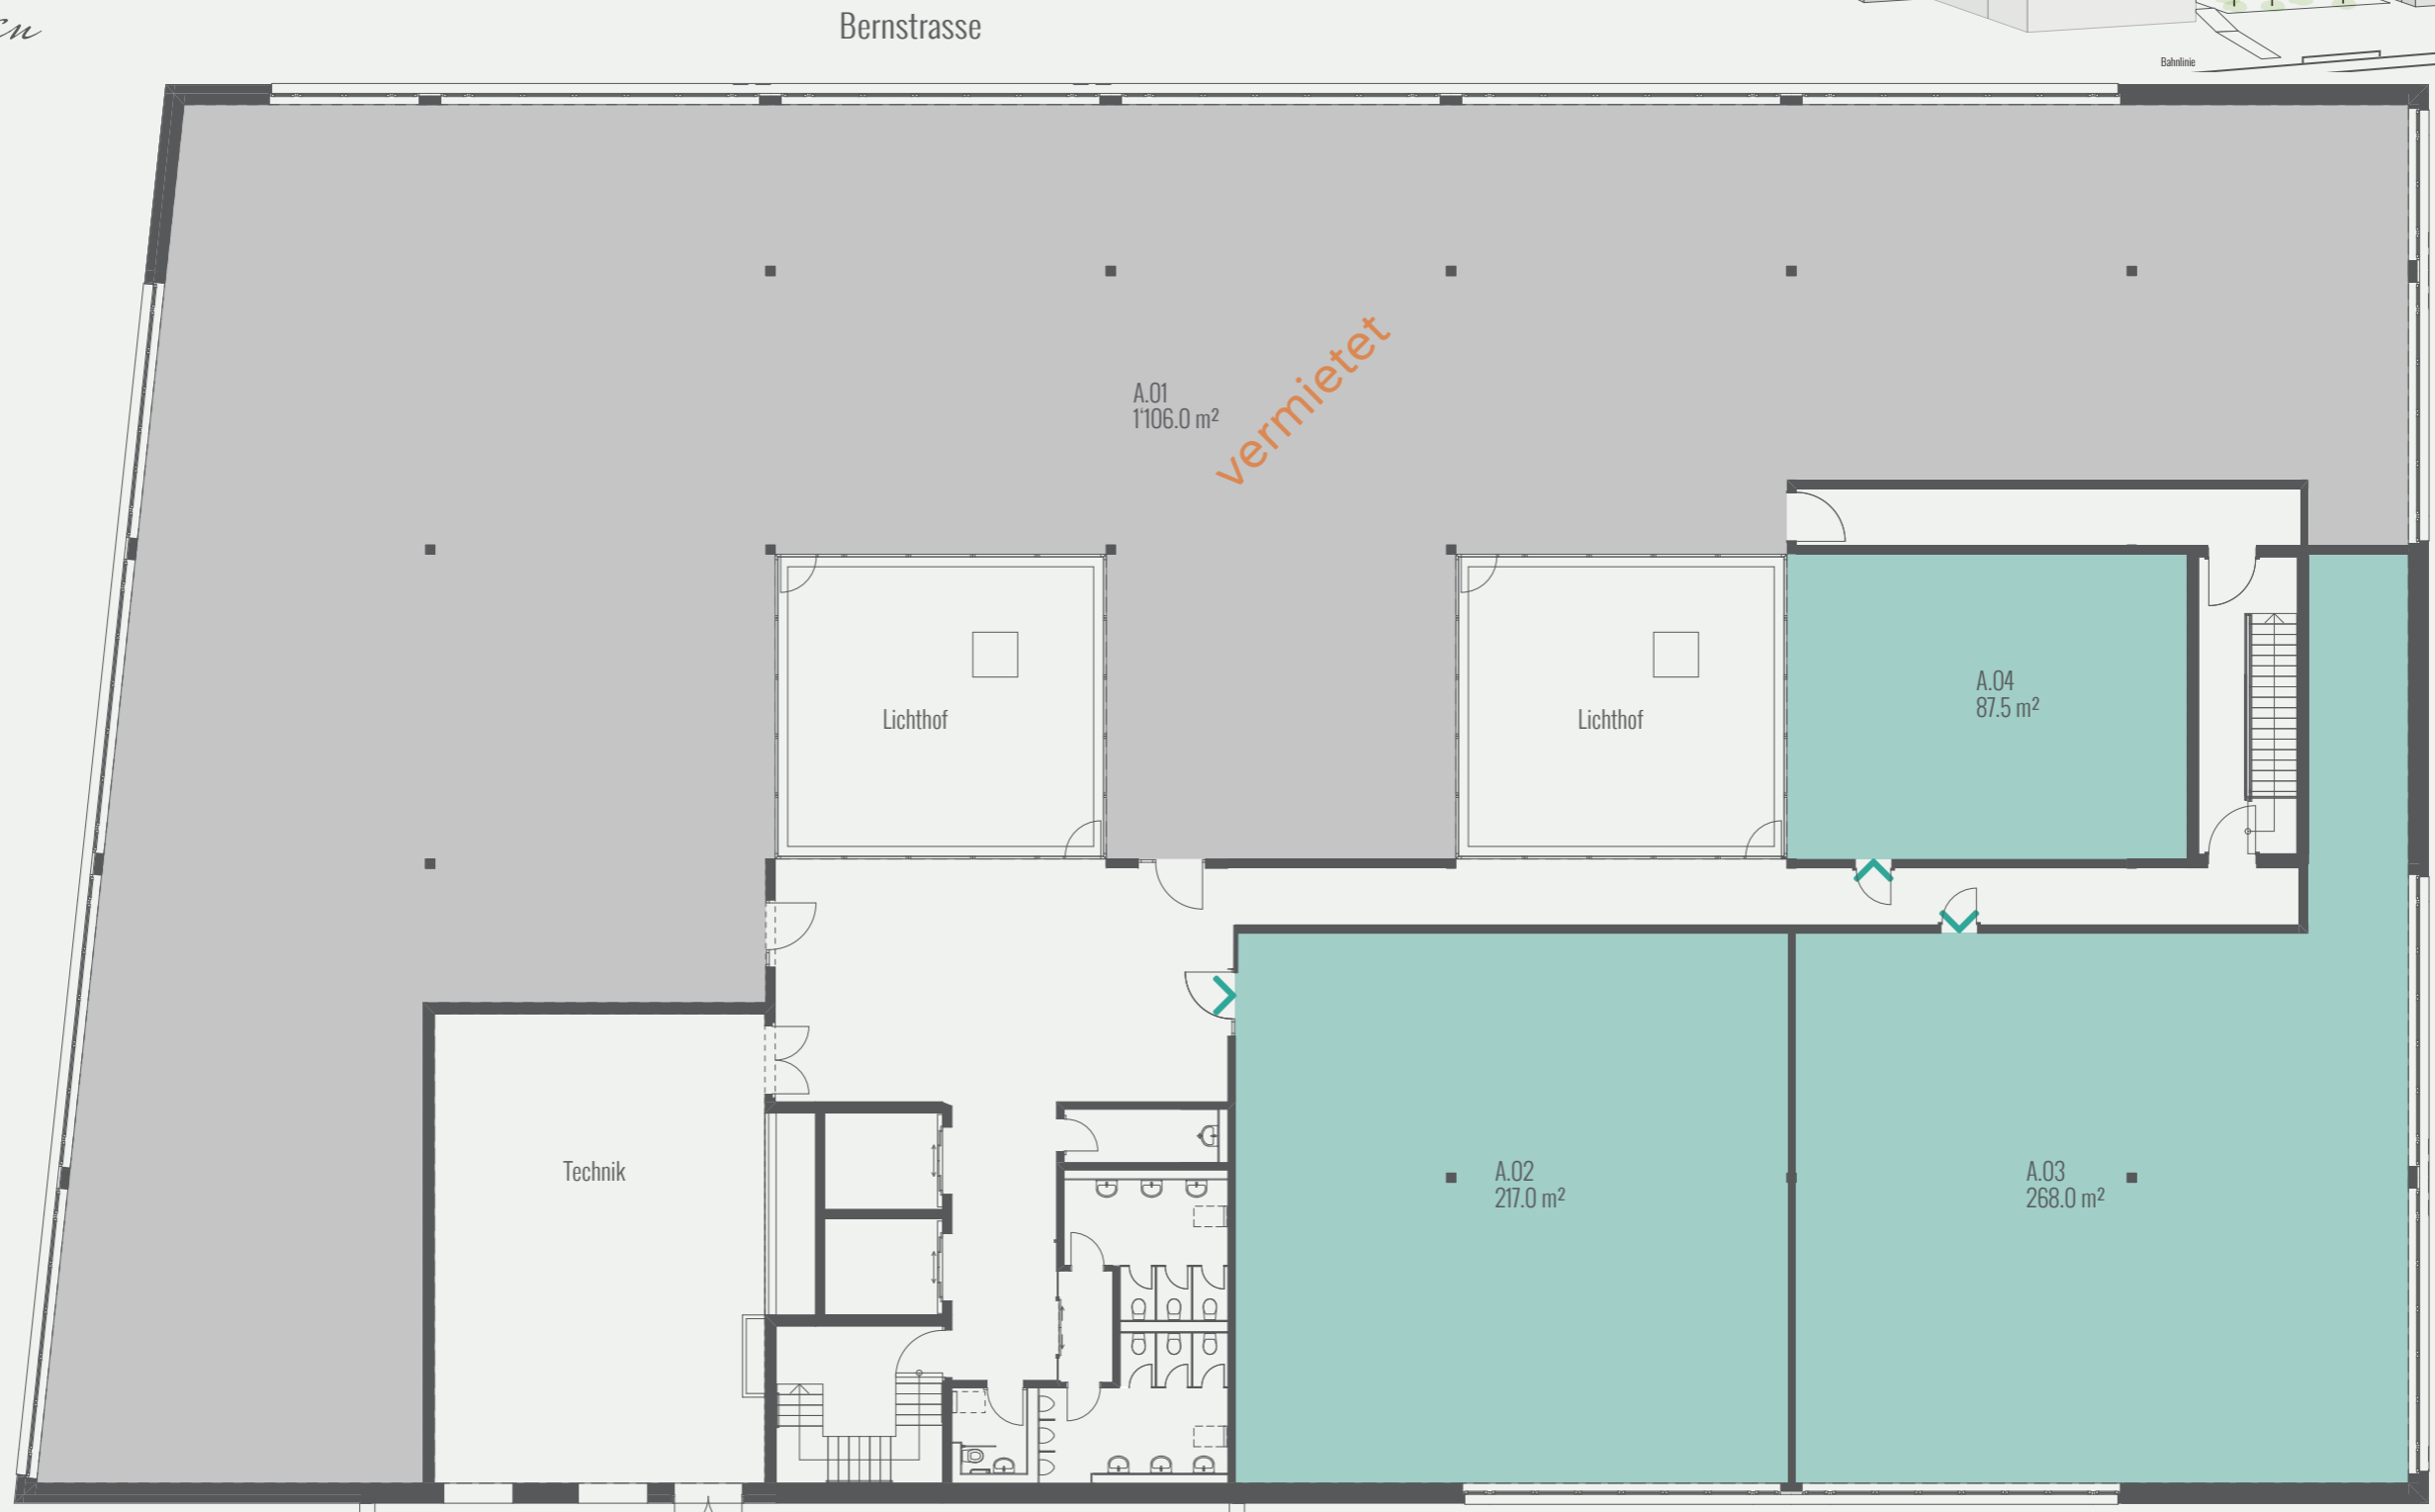 Bernstrasse
Bahnlinie
A.01
1'106.0 m²
vermietet
A.04
87.5 m²
Lichthof
Lichthof
Technik
A.02
217.0 m²
A.03
268.0 m²